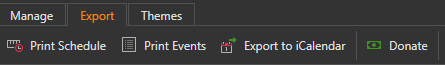 Manage Export Themes
Print Schedule Print Events Export to iCalendar Donate